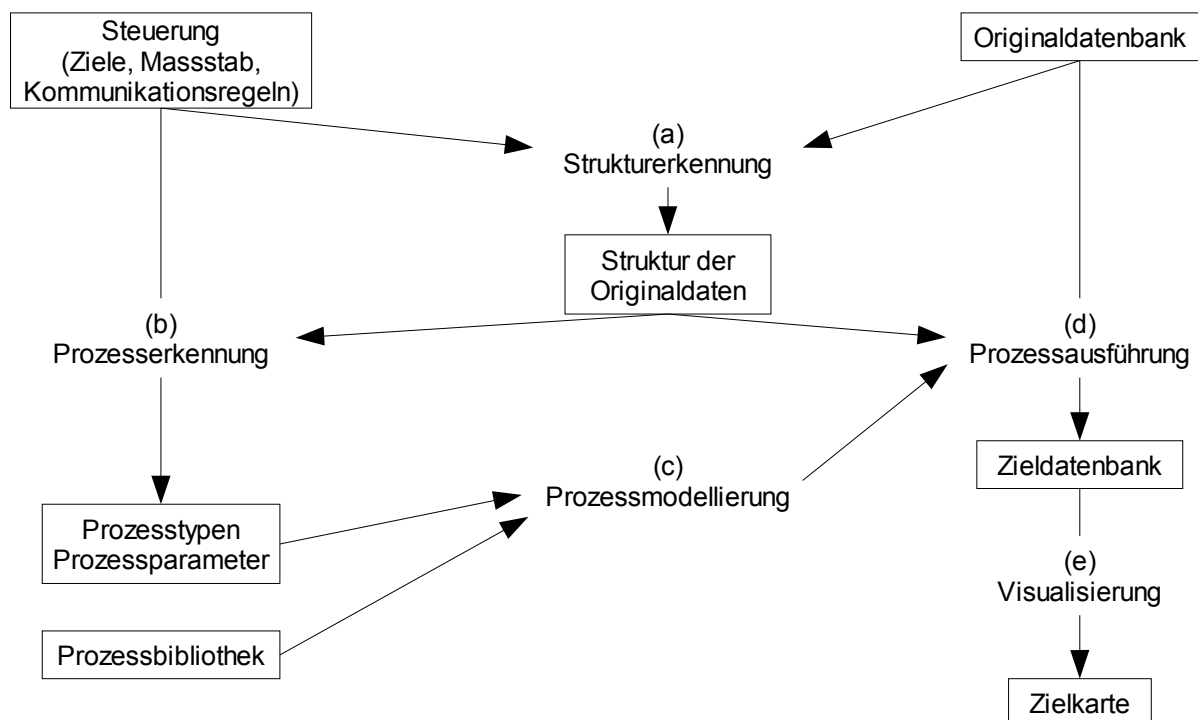 Steuerung
(Ziele, Massstab,
Kommunikationsregeln)
Originaldatenbank
(a)
Strukturerkennung
Struktur der
Originaldaten
(b)
Prozesserkennung
(d)
Prozessausführung
(c)
Prozessmodellierung
Zieldatenbank
Prozesstypen
Prozessparameter
(e)
Visualisierung
Prozessbibliothek
Zielkarte